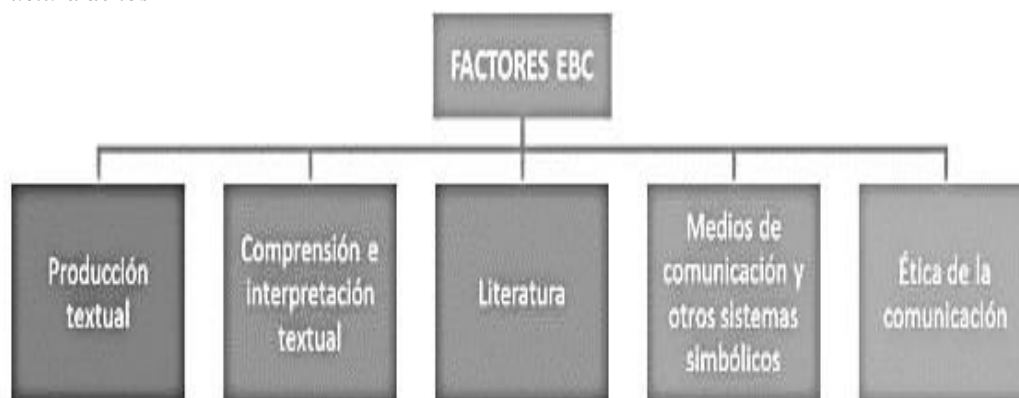 FACTORES EBC
Producción
textual
Comprensión e
interpretación
textual
Literatura
Medios de
comunicación y
otros sistemas
simbólicos
Ética de la
comunicación